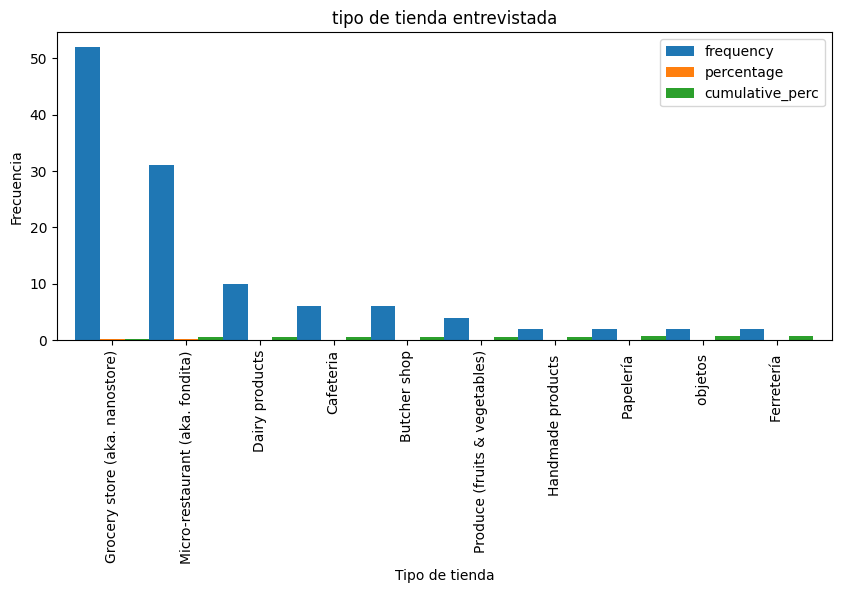 tipo de tienda entrevistada
frequency
percentage
cumulative_perc
Frecuencia
50
40
30
20
10
0
Grocery store (aka. nanostore)
Micro-restaurant (aka. fondita)
Dairy products
Cafeteria
Butcher shop
Produce (fruits & vegetables)
Handmade products
Papelería
objetos
Ferretería
Tipo de tienda